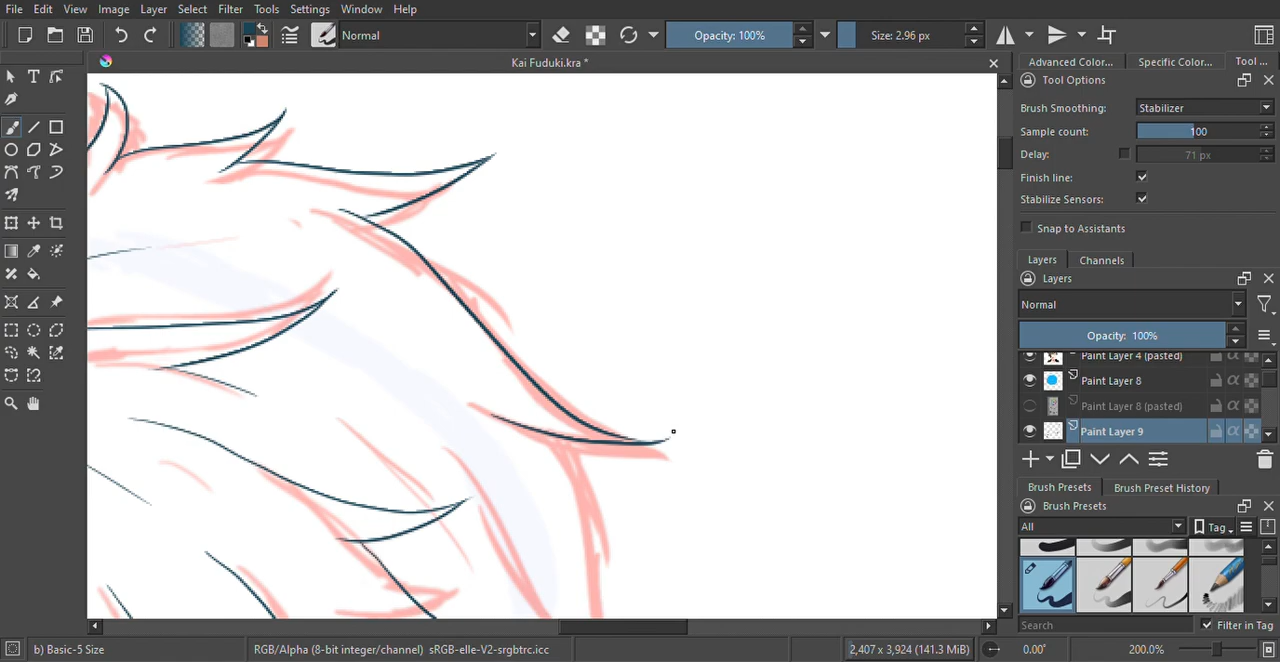 File Edit View Image Layer Select Filter Tools Settings Window Help
Normal Opacity: 100% Size: 2.96 px
Kai Fuduki.kra *
Advanced Color... Specific Color... Tool ...
Tool Options
Brush Smoothing: Stabilizer
Sample count: 100
Delay: 71 px
Finish line:
Stabilize Sensors:
Snap to Assistants
Layers Channels
Layers
Normal
Opacity: 100%
Paint Layer 4 (pasted)
Paint Layer 8
Paint Layer 8 (pasted)
Paint Layer 9
Brush Presets Brush Preset History
Brush Presets
All Tag
Search Filter in Tag
b) Basic-5 Size RGB/Alpha (8-bit integer/channel) sRGB-elle-V2-srgbtrc.icc 2,407 x 3,924 (141.3 MiB) 0.00° 200.0%